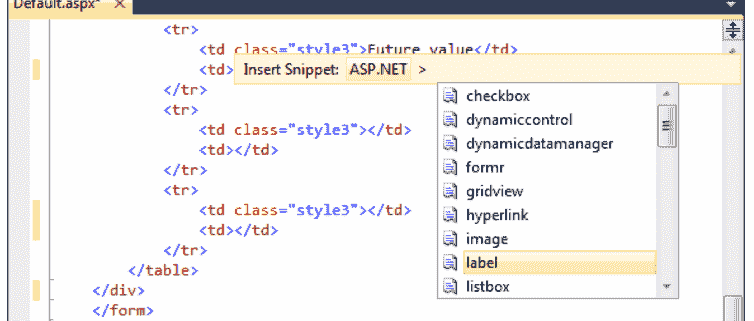 Default.aspx* ×
<tr>
<td class="style3">Future value</td>
<td> Insert Snippet: ASP.NET >
</tr>
<tr>
<td class="style3"></td>
<td></td>
</tr>
<tr>
<td class="style3"></td>
<td></td>
</tr>
</table>
</div>
</form>
checkbox
dynamiccontrol
dynamicdatamanager
formr
gridview
hyperlink
image
label
listbox